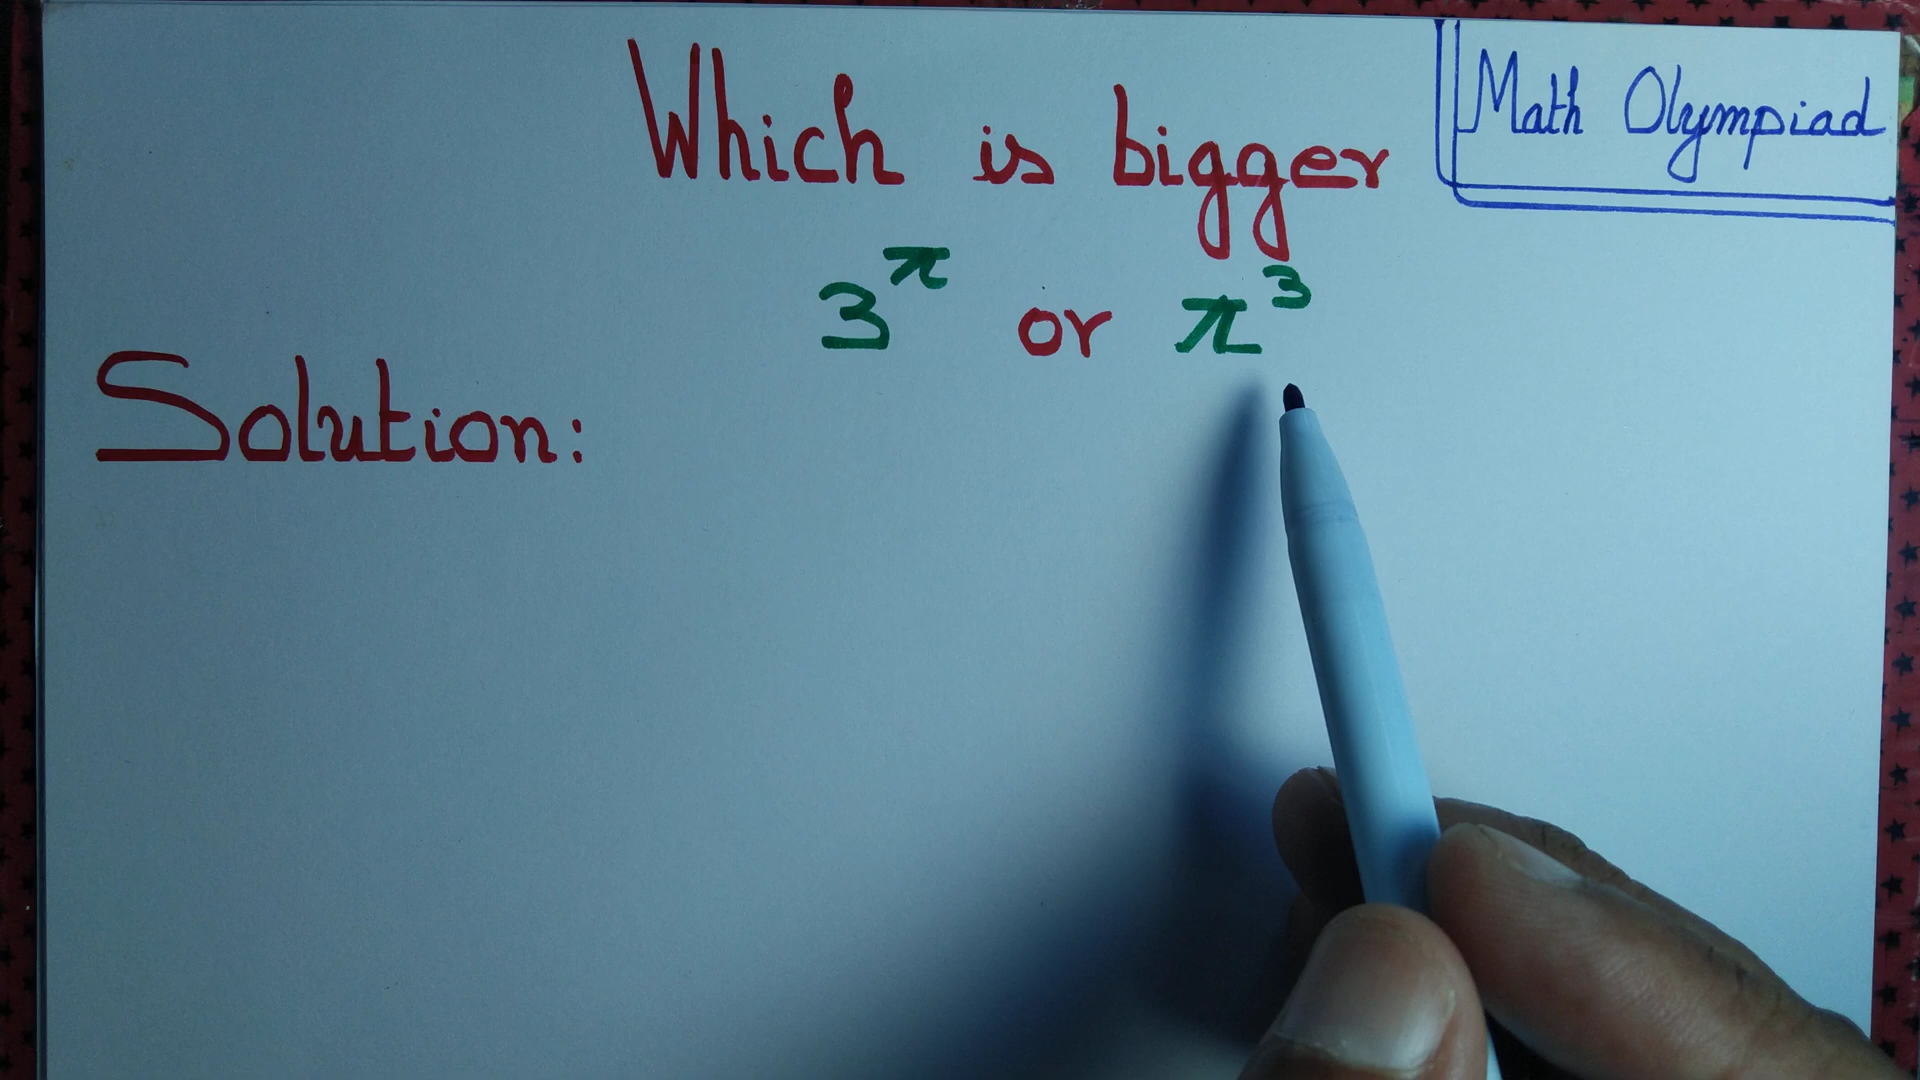 Which is bigger
Math Olympiad
3^π or π^3
Solution: